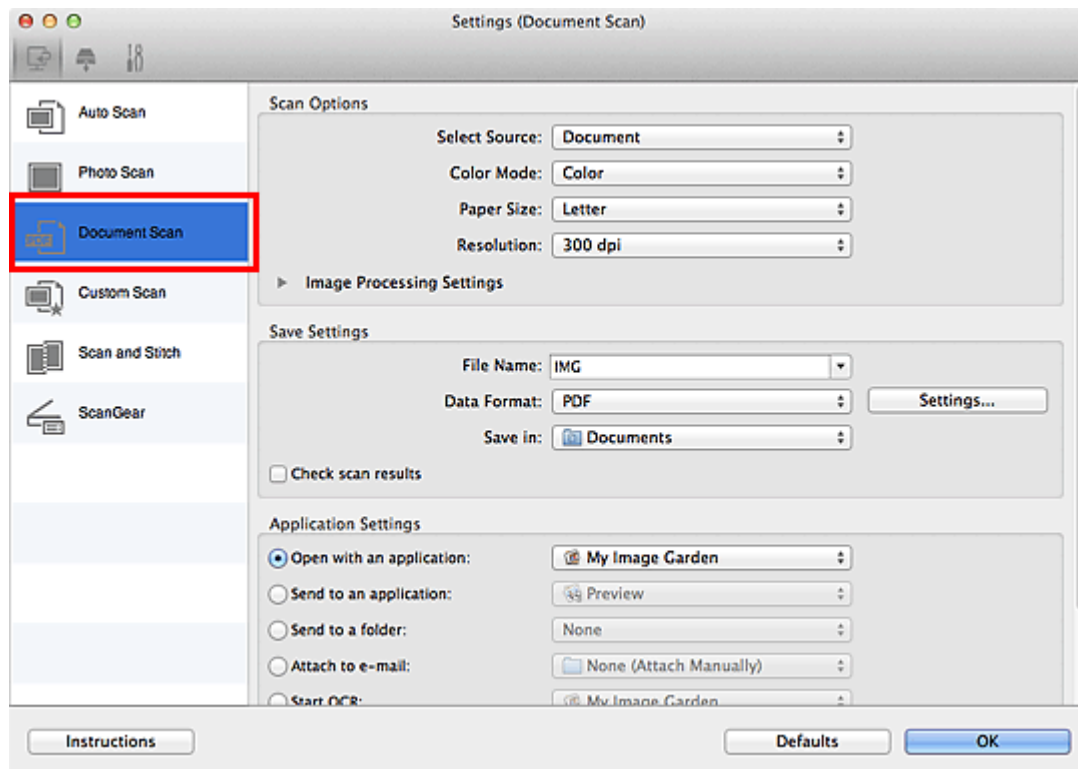 Settings (Document Scan)
Auto Scan
Photo Scan
PDF
Document Scan
Custom Scan
Scan and Stitch
ScanGear
Scan Options
Select Source: Document
Color Mode: Color
Paper Size: Letter
Resolution: 300 dpi
Image Processing Settings
Save Settings
File Name: IMG
Data Format: PDF Settings...
Save in: Documents
Check scan results
Application Settings
Open with an application: My Image Garden
Send to an application: Preview
Send to a folder: None
Attach to e-mail: None (Attach Manually)
Start OCR: My Image Garden
Instructions Defaults OK